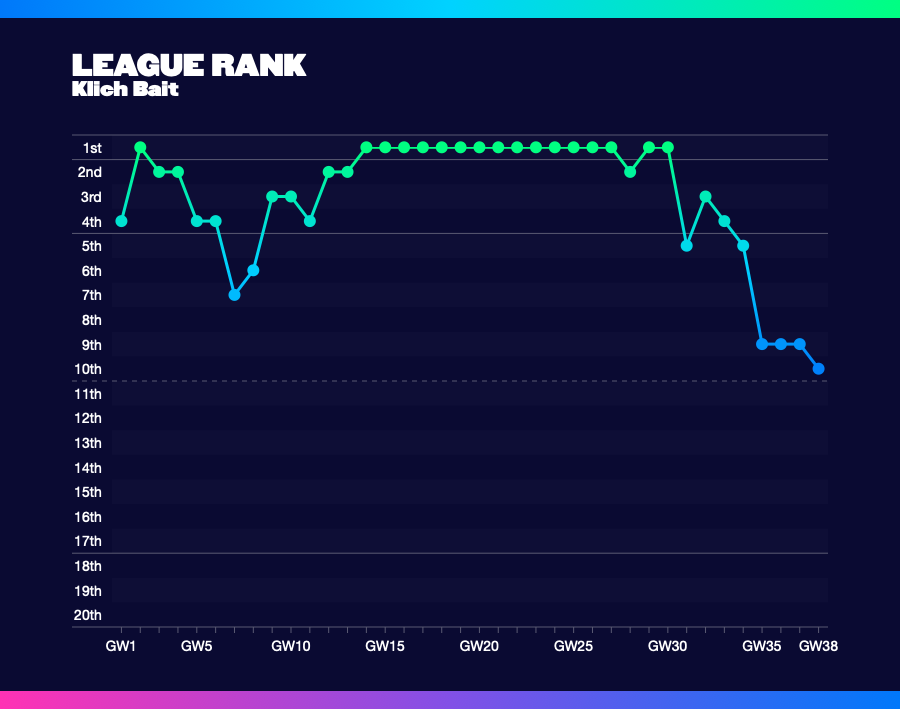 LEAGUE RANK
Klich Bait
1st
2nd
3rd
4th
5th
6th
7th
8th
9th
10th
11th
12th
13th
14th
15th
16th
17th
18th
19th
20th
GW1 GW5 GW10 GW15 GW20 GW25 GW30 GW35 GW38